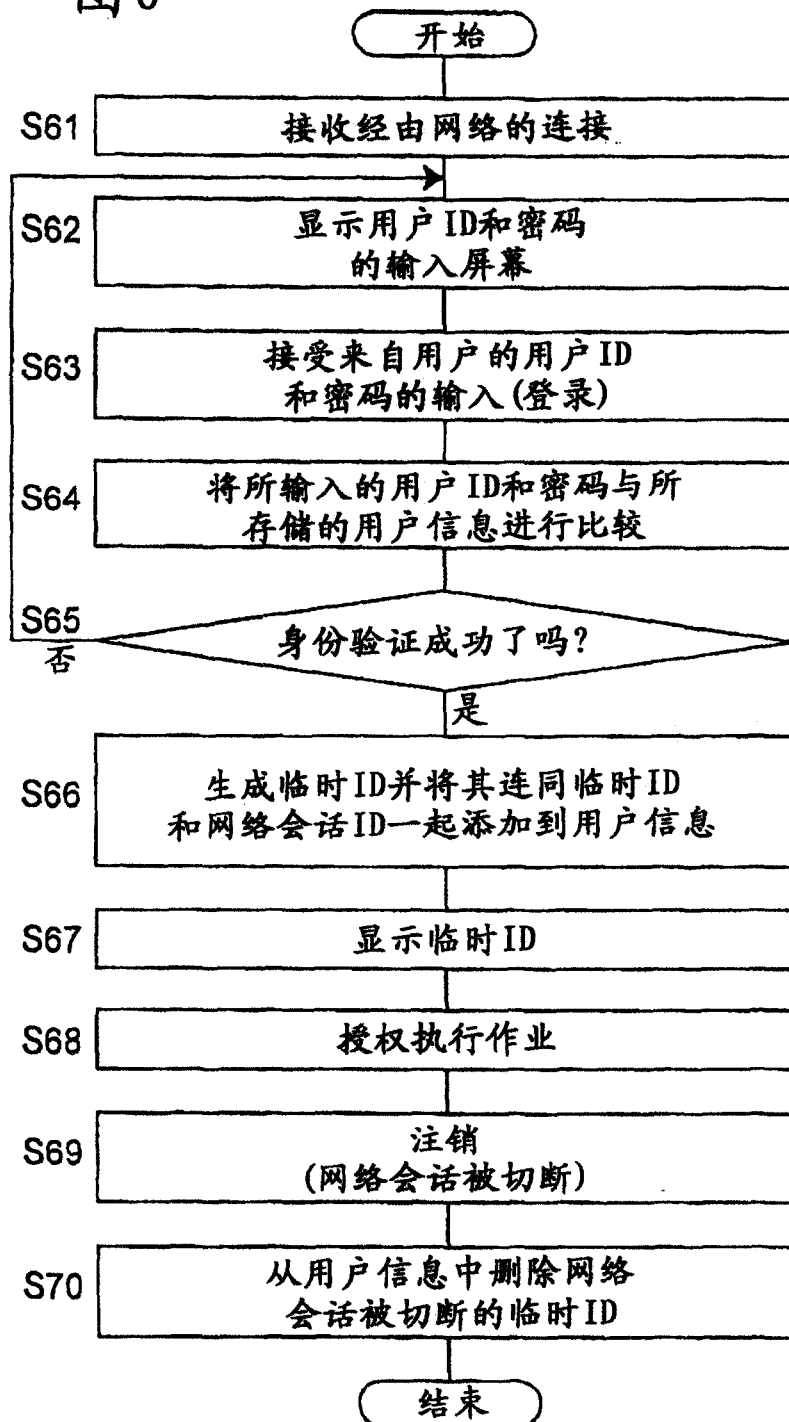 开始
S61
接收经由网络的连接
S62
显示用户ID和密码
的输入屏幕
S63
接受来自用户的用户ID
和密码的输入(登录)
S64
将所输入的用户ID和密码与所
存储的用户信息进行比较
S65
否
身份验证成功了吗?
是
S66
生成临时ID并将其连同临时ID
和网络会话ID一起添加到用户信息
S67
显示临时ID
S68
授权执行作业
S69
注销
(网络会话被切断)
S70
从用户信息中删除网络
会话被切断的临时ID
结束